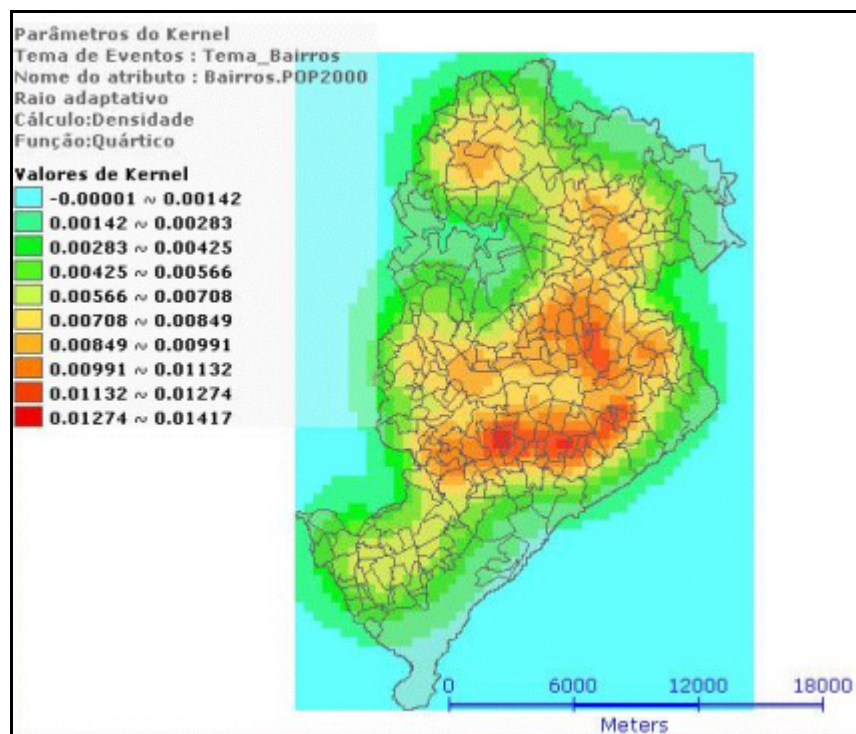 Parâmetros do Kernel
Tema de Eventos : Tema_Bairros
Nome do atributo : Bairros.POP2000
Raio adaptativo
Cálculo:Densidade
Função:Quártico
Valores de Kernel
-0.00001 ~ 0.00142
0.00142 ~ 0.00283
0.00283 ~ 0.00425
0.00425 ~ 0.00566
0.00566 ~ 0.00708
0.00708 ~ 0.00849
0.00849 ~ 0.00991
0.00991 ~ 0.01132
0.01132 ~ 0.01274
0.01274 ~ 0.01417
0 6000 12000 18000
Meters